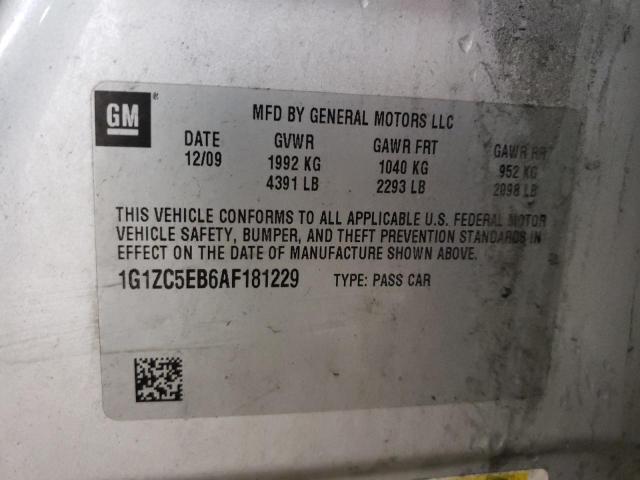 GM®
MFD BY GENERAL MOTORS LLC
DATE GVWR GAWR FRT GAWR RR
12/09 1992 KG 1040 KG 952 KG
4391 LB 2293 LB 2098 LB
THIS VEHICLE CONFORMS TO ALL APPLICABLE U.S. FEDERAL MOTOR
VEHICLE SAFETY, BUMPER, AND THEFT PREVENTION STANDARDS IN
EFFECT ON THE DATE OF MANUFACTURE SHOWN ABOVE.
1G1ZC5EB6AF181229 TYPE: PASS CAR